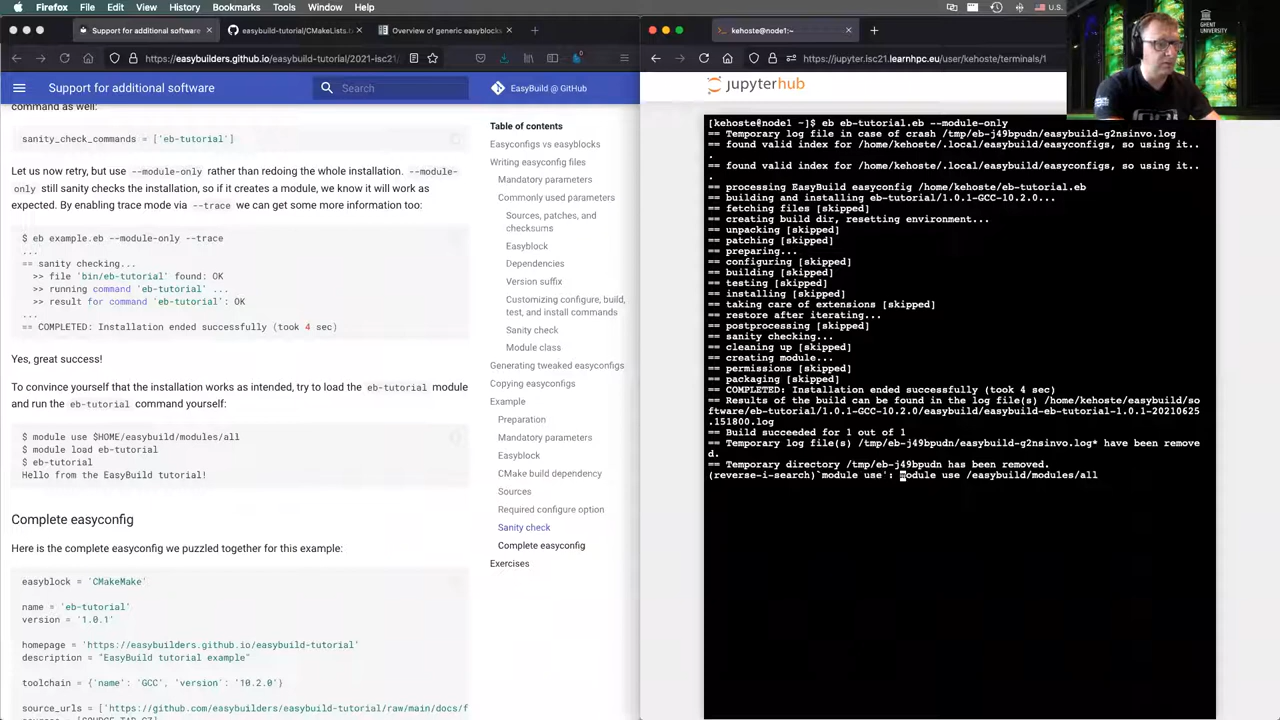 Firefox File Edit View History Bookmarks Tools Window Help
Support for additional software
easybuild-tutorial/CMakeLists.t
Overview of generic easyblocks
https://easybuilders.github.io/easybuild-tutorial/2021-isc21
port for additional software
Search
EasyBuild @ GitHub
command as well:
sanity_check_commands = ['eb-tutorial']
Let us now retry, but use --module-only rather than redoing the whole installation. --module-
only still sanity checks the installation, so if it creates a module, we know it will work as
expected. By enabling trace mode via --trace we can get some more information too:
$ eb example.eb --module-only --trace
...
== sanity checking...
>> file 'bin/eb-tutorial' found: OK
>> running command 'eb-tutorial' ...
>> result for command 'eb-tutorial': OK
...
== COMPLETED: Installation ended successfully (took 4 sec)
Yes, great success!
To convince yourself that the installation works as intended, try to load the eb-tutorial module
and run the eb-tutorial command yourself:
$ module use $HOME/easybuild/modules/all
$ module load eb-tutorial
$ eb-tutorial
Hello from the EasyBuild tutorial!
Complete easyconfig
Here is the complete easyconfig we puzzled together for this example:
easyblock = 'CMakeMake'
name = 'eb-tutorial'
version = '1.0.1'
homepage = 'https://easybuilders.github.io/easybuild-tutorial'
description = "EasyBuild tutorial example"
toolchain = {'name': 'GCC', 'version': '10.2.0'}
source_urls = ['https://github.com/easybuilders/easybuild-tutorial/raw/main/docs/f
Table of contents
Easyconfigs vs easyblocks
Writing easyconfig files
Mandatory parameters
Commonly used parameters
Sources, patches, and
checksums
Easyblock
Dependencies
Version suffix
Customizing configure, build,
test, and install commands
Sanity check
Module class
Generating tweaked easyconfigs
Copying easyconfigs
Example
Preparation
Mandatory parameters
Easyblock
CMake build dependency
Sources
Required configure option
Sanity check
Complete easyconfig
Exercises
kehoste@node1:~
https://jupyter.isc21.learnhpc.eu/user/kehoste/terminals/1
jupyterhub
[kehoste@node1 ~]$ eb eb-tutorial.eb --module-only
== Temporary log file in case of crash /tmp/eb-j49bpudn/easybuild-g2nsinvo.log
== found valid index for /home/kehoste/.local/easybuild/easyconfigs, so using it..
.
== found valid index for /home/kehoste/.local/easybuild/easyconfigs, so using it..
.
== processing EasyBuild easyconfig /home/kehoste/eb-tutorial.eb
== building and installing eb-tutorial/1.0.1-GCC-10.2.0...
== fetching files [skipped]
== creating build dir, resetting environment...
== unpacking [skipped]
== patching [skipped]
== preparing...
== configuring [skipped]
== building [skipped]
== testing [skipped]
== installing [skipped]
== taking care of extensions [skipped]
== restore after iterating...
== postprocessing [skipped]
== sanity checking...
== cleaning up [skipped]
== creating module...
== permissions [skipped]
== packaging [skipped]
== COMPLETED: Installation ended successfully (took 4 sec)
== Results of the build can be found in the log file(s) /home/kehoste/easybuild/so
ftware/eb-tutorial/1.0.1-GCC-10.2.0/easybuild/easybuild-eb-tutorial-1.0.1-20210625
.151800.log
== Build succeeded for 1 out of 1
== Temporary log file(s) /tmp/eb-j49bpudn/easybuild-g2nsinvo.log* have been remove
d.
== Temporary directory /tmp/eb-j49bpudn has been removed.
(reverse-i-search)`module use': module use /easybuild/modules/all
U.S.
GHENT
UNIVERSITY